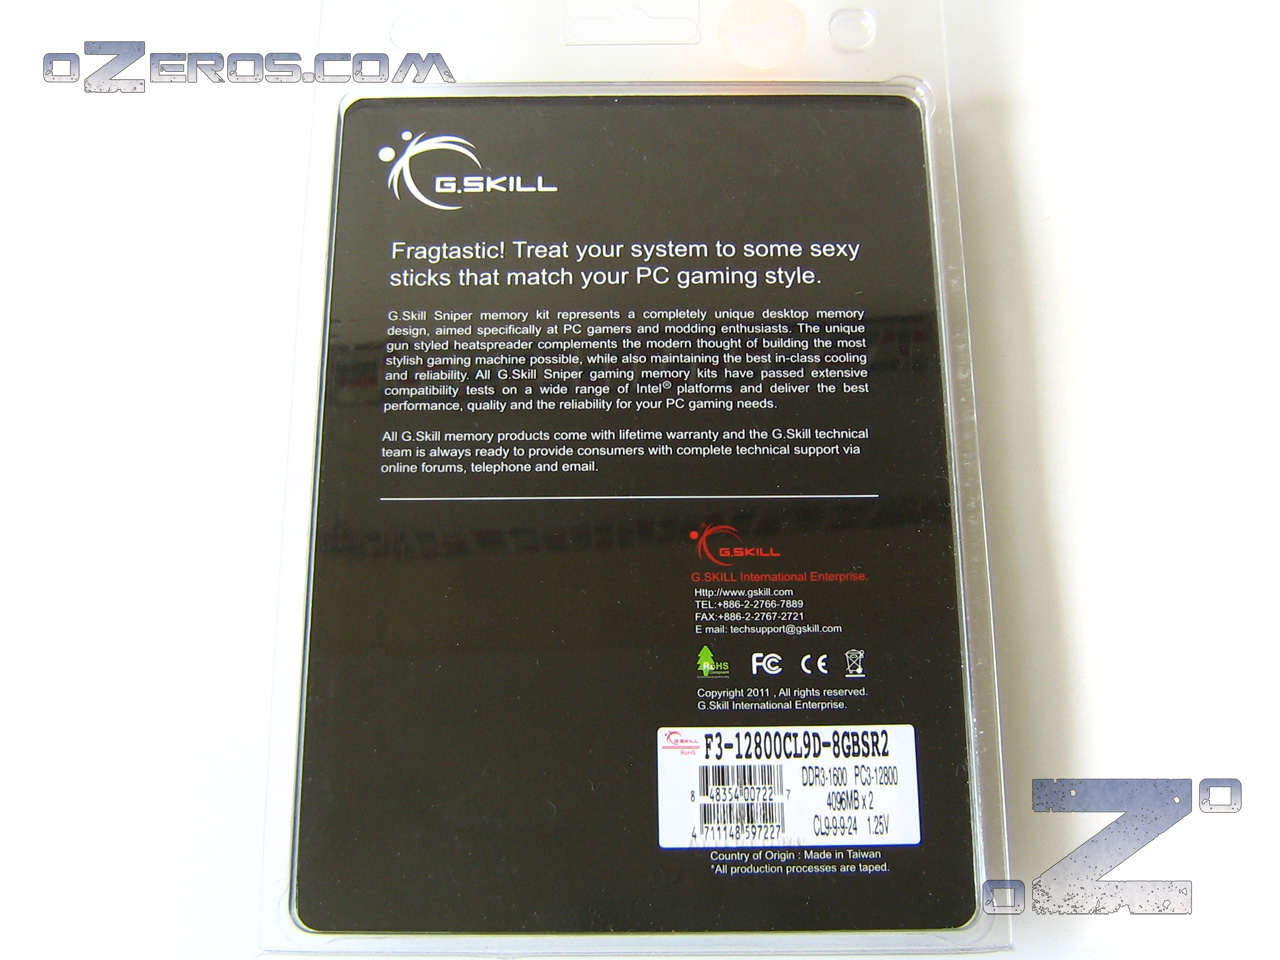 oZeros.com
G.SKILL
Fragtastic! Treat your system to some sexy
sticks that match your PC gaming style.
G.Skill Sniper memory kit represents a completely unique desktop memory
design, aimed specifically at PC gamers and modding enthusiasts. The unique
gun styled heatspreader complements the modern thought of building the most
stylish gaming machine possible, while also maintaining the best in-class cooling
and reliability. All G.Skill Sniper gaming memory kits have passed extensive
compatibility tests on a wide range of Intel® platforms and deliver the best
performance, quality and the reliability for your PC gaming needs.
All G.Skill memory products come with lifetime warranty and the G.Skill technical
team is always ready to provide consumers with complete technical support via
online forums, telephone and email.
G.SKILL
G.SKILL International Enterprise.
Http://www.gskill.com
TEL:+886-2-2766-7889
FAX:+886-2-2767-2721
E mail: techsupport@gskill.com
RoHS
FC CE
Copyright 2011 , All rights reserved.
G.Skill International Enterprise.
G.SKILL
RoHS
F3-12800CL9D-8GBSR2
DDR3-1600 PC3-12800
8 48354 00722 7
4096MB x 2
4 711148 597227
CL9-9-9-24 1.25V
Country of Origin : Made in Taiwan
*All production processes are taped.
oZ°